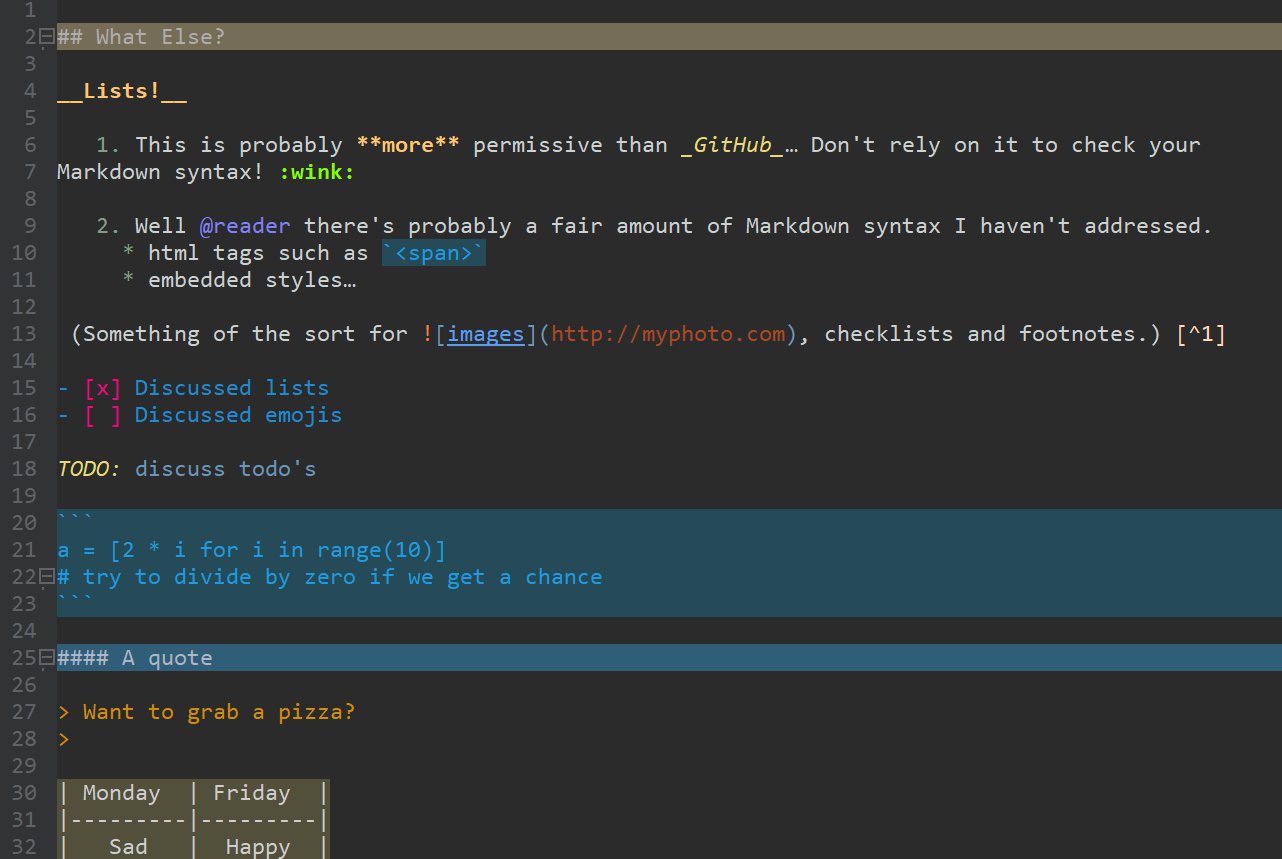 1
2 ## What Else?
3
4 __Lists!__
5
6    1. This is probably **more** permissive than _GitHub_… Don't rely on it to check your
7 Markdown syntax! :wink:
8
9    2. Well @reader there's probably a fair amount of Markdown syntax I haven't addressed.
10      * html tags such as `<span>`
11      * embedded styles…
12
13  (Something of the sort for ![images](http://myphoto.com), checklists and footnotes.) [^1]
14
15 - [x] Discussed lists
16 - [ ] Discussed emojis
17
18 TODO: discuss todo's
19
20 ```
21 a = [2 * i for i in range(10)]
22 # try to divide by zero if we get a chance
23 ```
24
25 #### A quote
26
27 > Want to grab a pizza?
28 >
29
30 | Monday  | Friday  |
31 |---------|---------|
32 |   Sad   |  Happy  |